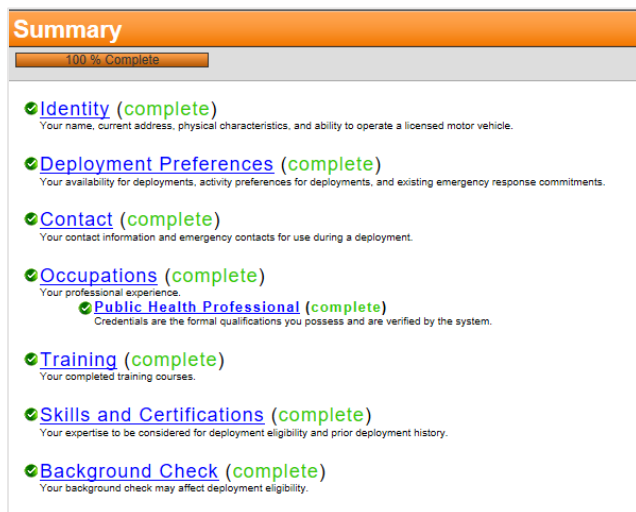 Summary
100 % Complete
Identity (complete)
Your name, current address, physical characteristics, and ability to operate a licensed motor vehicle.
Deployment Preferences (complete)
Your availability for deployments, activity preferences for deployments, and existing emergency response commitments.
Contact (complete)
Your contact information and emergency contacts for use during a deployment.
Occupations (complete)
Your professional experience.
Public Health Professional (complete)
Credentials are the formal qualifications you possess and are verified by the system.
Training (complete)
Your completed training courses.
Skills and Certifications (complete)
Your expertise to be considered for deployment eligibility and prior deployment history.
Background Check (complete)
Your background check may affect deployment eligibility.